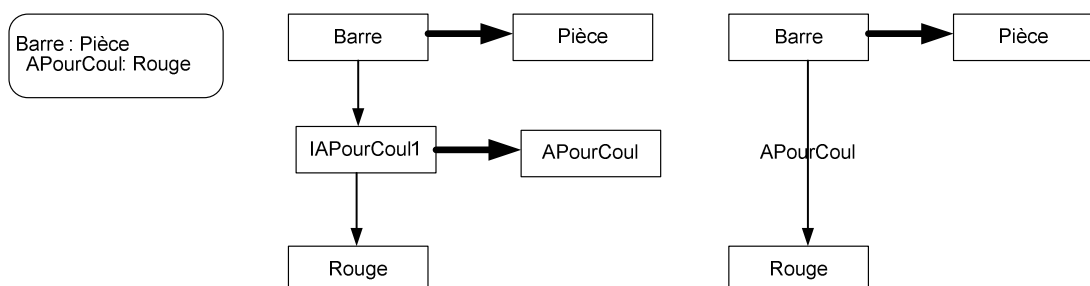 Barre : Pièce
APourCoul: Rouge
Barre
Pièce
IAPourCoul1
APourCoul
Rouge
Barre
Pièce
APourCoul
Rouge